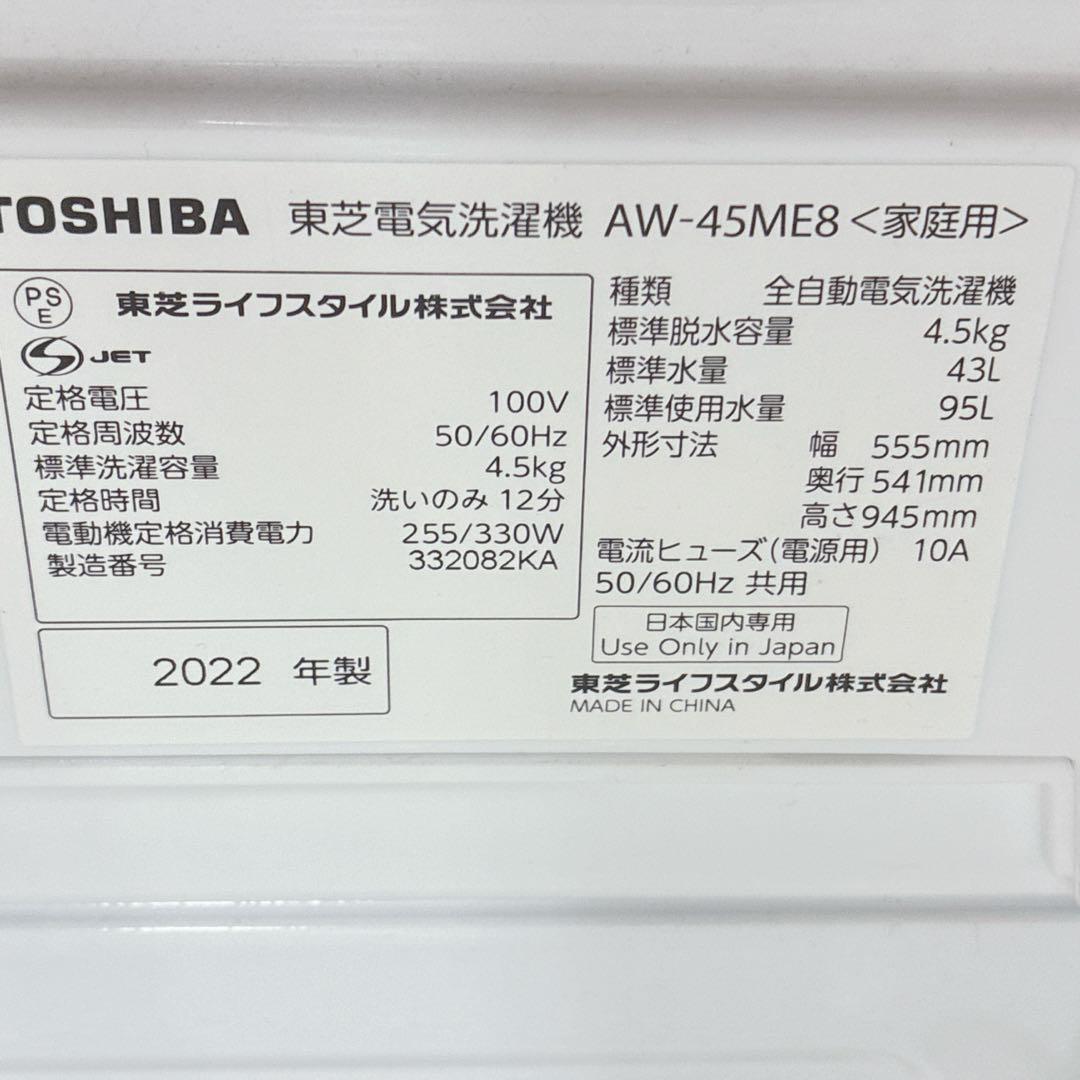 TOSHIBA 東芝電気洗濯機 AW-45ME8<家庭用>
PSE 東芝ライフスタイル株式会社
S JET
定格電圧 100V
定格周波数 50/60Hz
標準洗濯容量 4.5kg
定格時間 洗いのみ 12分
電動機定格消費電力 255/330W
製造番号 332082KA
2022 年製
種類 全自動電気洗濯機
標準脱水容量 4.5kg
標準水量 43L
標準使用水量 95L
外形寸法 幅 555mm
奥行 541mm
高さ 945mm
電流ヒューズ(電源用) 10A
50/60Hz 共用
日本国内専用
Use Only in Japan
東芝ライフスタイル株式会社
MADE IN CHINA